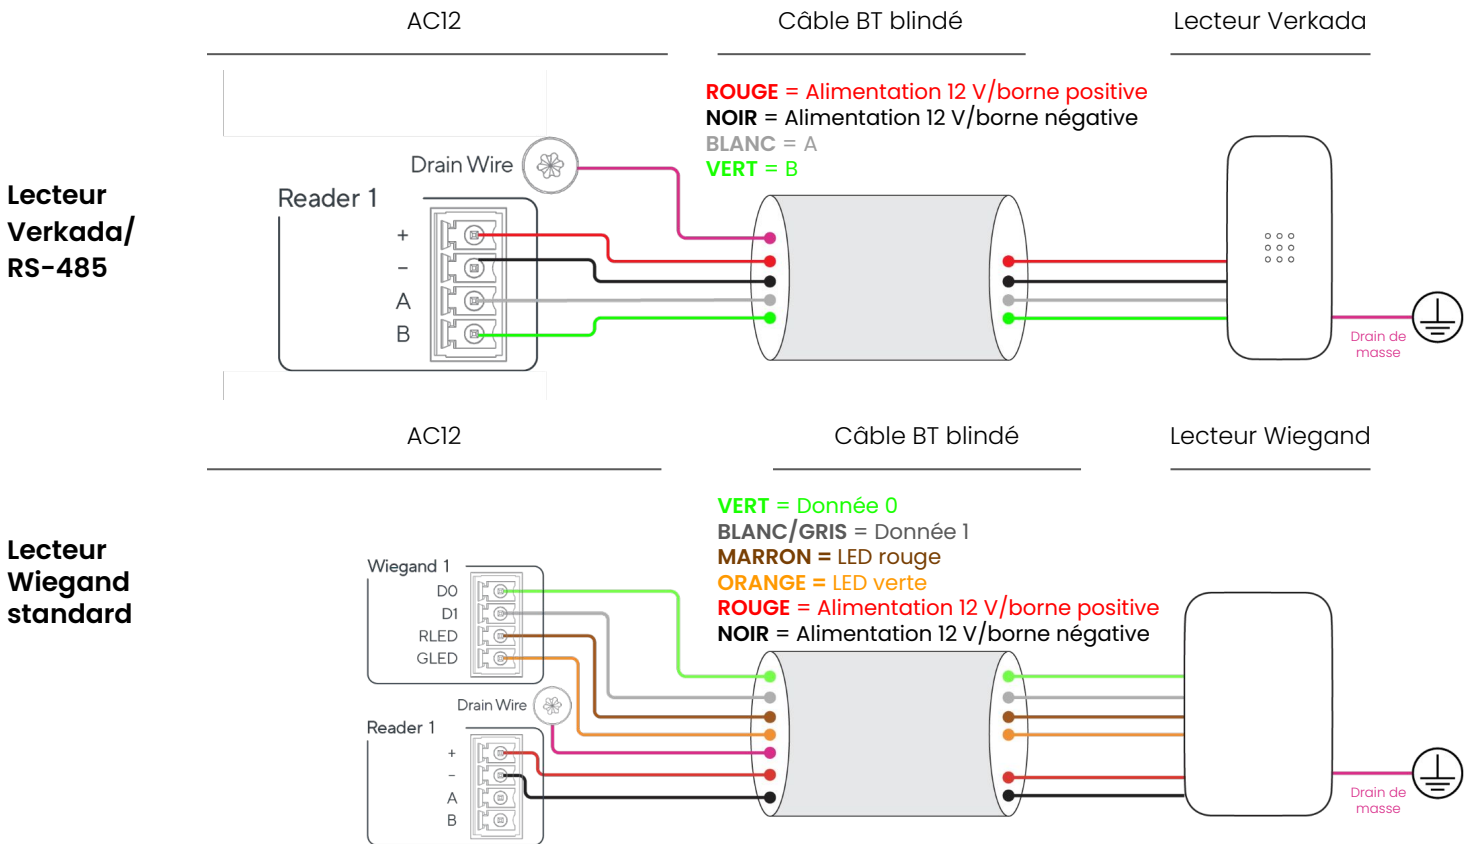 AC12
Câble BT blindé
Lecteur Verkada
ROUGE = Alimentation 12 V/borne positive
NOIR = Alimentation 12 V/borne négative
BLANC = A
VERT = B
Lecteur
Verkada/
RS-485
Drain Wire
Reader 1
+
-
A
B
Drain de
masse
AC12
Câble BT blindé
Lecteur Wiegand
VERT = Donnée 0
BLANC/GRIS = Donnée 1
MARRON = LED rouge
ORANGE = LED verte
ROUGE = Alimentation 12 V/borne positive
NOIR = Alimentation 12 V/borne négative
Lecteur
Wiegand
standard
Wiegand 1
D0
D1
RLED
GLED
Drain Wire
Reader 1
+
-
A
B
Drain de
masse